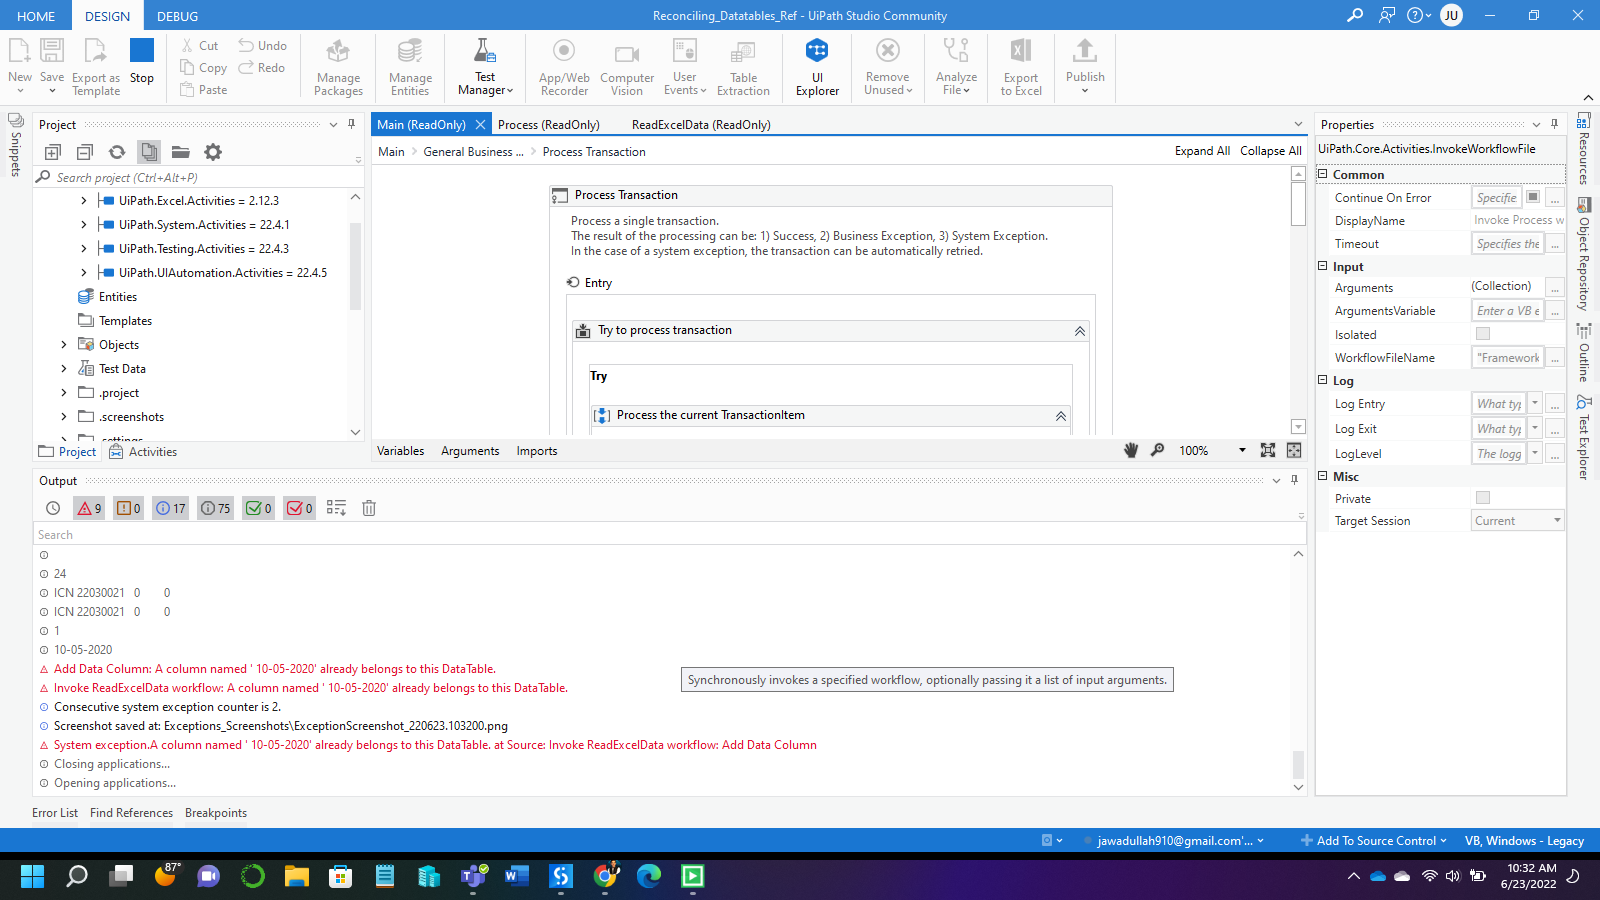 HOME DESIGN DEBUG Reconciling_Datatables_Ref - UiPath Studio Community JU
New Save Export as Template Stop Cut Copy Paste Undo Redo Manage Packages Manage Entities Test Manager App/Web Recorder Computer Vision User Events Table Extraction UI Explorer Remove Unused Analyze File Export to Excel Publish
Snippets
Project
Search project (Ctrl+Alt+P)
UiPath.Excel.Activities = 2.12.3
UiPath.System.Activities = 22.4.1
UiPath.Testing.Activities = 22.4.3
UiPath.UIAutomation.Activities = 22.4.5
Entities
Templates
Objects
Test Data
.project
.screenshots
.settings
Project Activities
Main (ReadOnly) Process (ReadOnly) ReadExcelData (ReadOnly)
Main General Business ... Process Transaction Expand All Collapse All
Process Transaction
Process a single transaction.
The result of the processing can be: 1) Success, 2) Business Exception, 3) System Exception.
In the case of a system exception, the transaction can be automatically retried.
Entry
Try to process transaction
Try
Process the current TransactionItem
Variables Arguments Imports 100%
Properties
UiPath.Core.Activities.InvokeWorkflowFile
Common
Continue On Error Specifie ...
DisplayName Invoke Process w
Timeout Specifies the ...
Input
Arguments (Collection) ...
ArgumentsVariable Enter a VB e ...
Isolated
WorkflowFileName "Framework ...
Log
Log Entry What typ ...
Log Exit What typ ...
LogLevel The logg ...
Misc
Private
Target Session Current
Resources
Object Repository
Outline
Test Explorer
Output
9 0 17 75 0 0
Search
24
ICN 22030021 0 0
ICN 22030021 0 0
1
10-05-2020
Add Data Column: A column named ' 10-05-2020' already belongs to this DataTable.
Invoke ReadExcelData workflow: A column named ' 10-05-2020' already belongs to this DataTable.
Synchronously invokes a specified workflow, optionally passing it a list of input arguments.
Consecutive system exception counter is 2.
Screenshot saved at: Exceptions_Screenshots\ExceptionScreenshot_220623.103200.png
System exception.A column named ' 10-05-2020' already belongs to this DataTable. at Source: Invoke ReadExcelData workflow: Add Data Column
Closing applications...
Opening applications...
Error List Find References Breakpoints
jawadullah910@gmail.com'... Add To Source Control VB, Windows - Legacy
87°
10:32 AM
6/23/2022